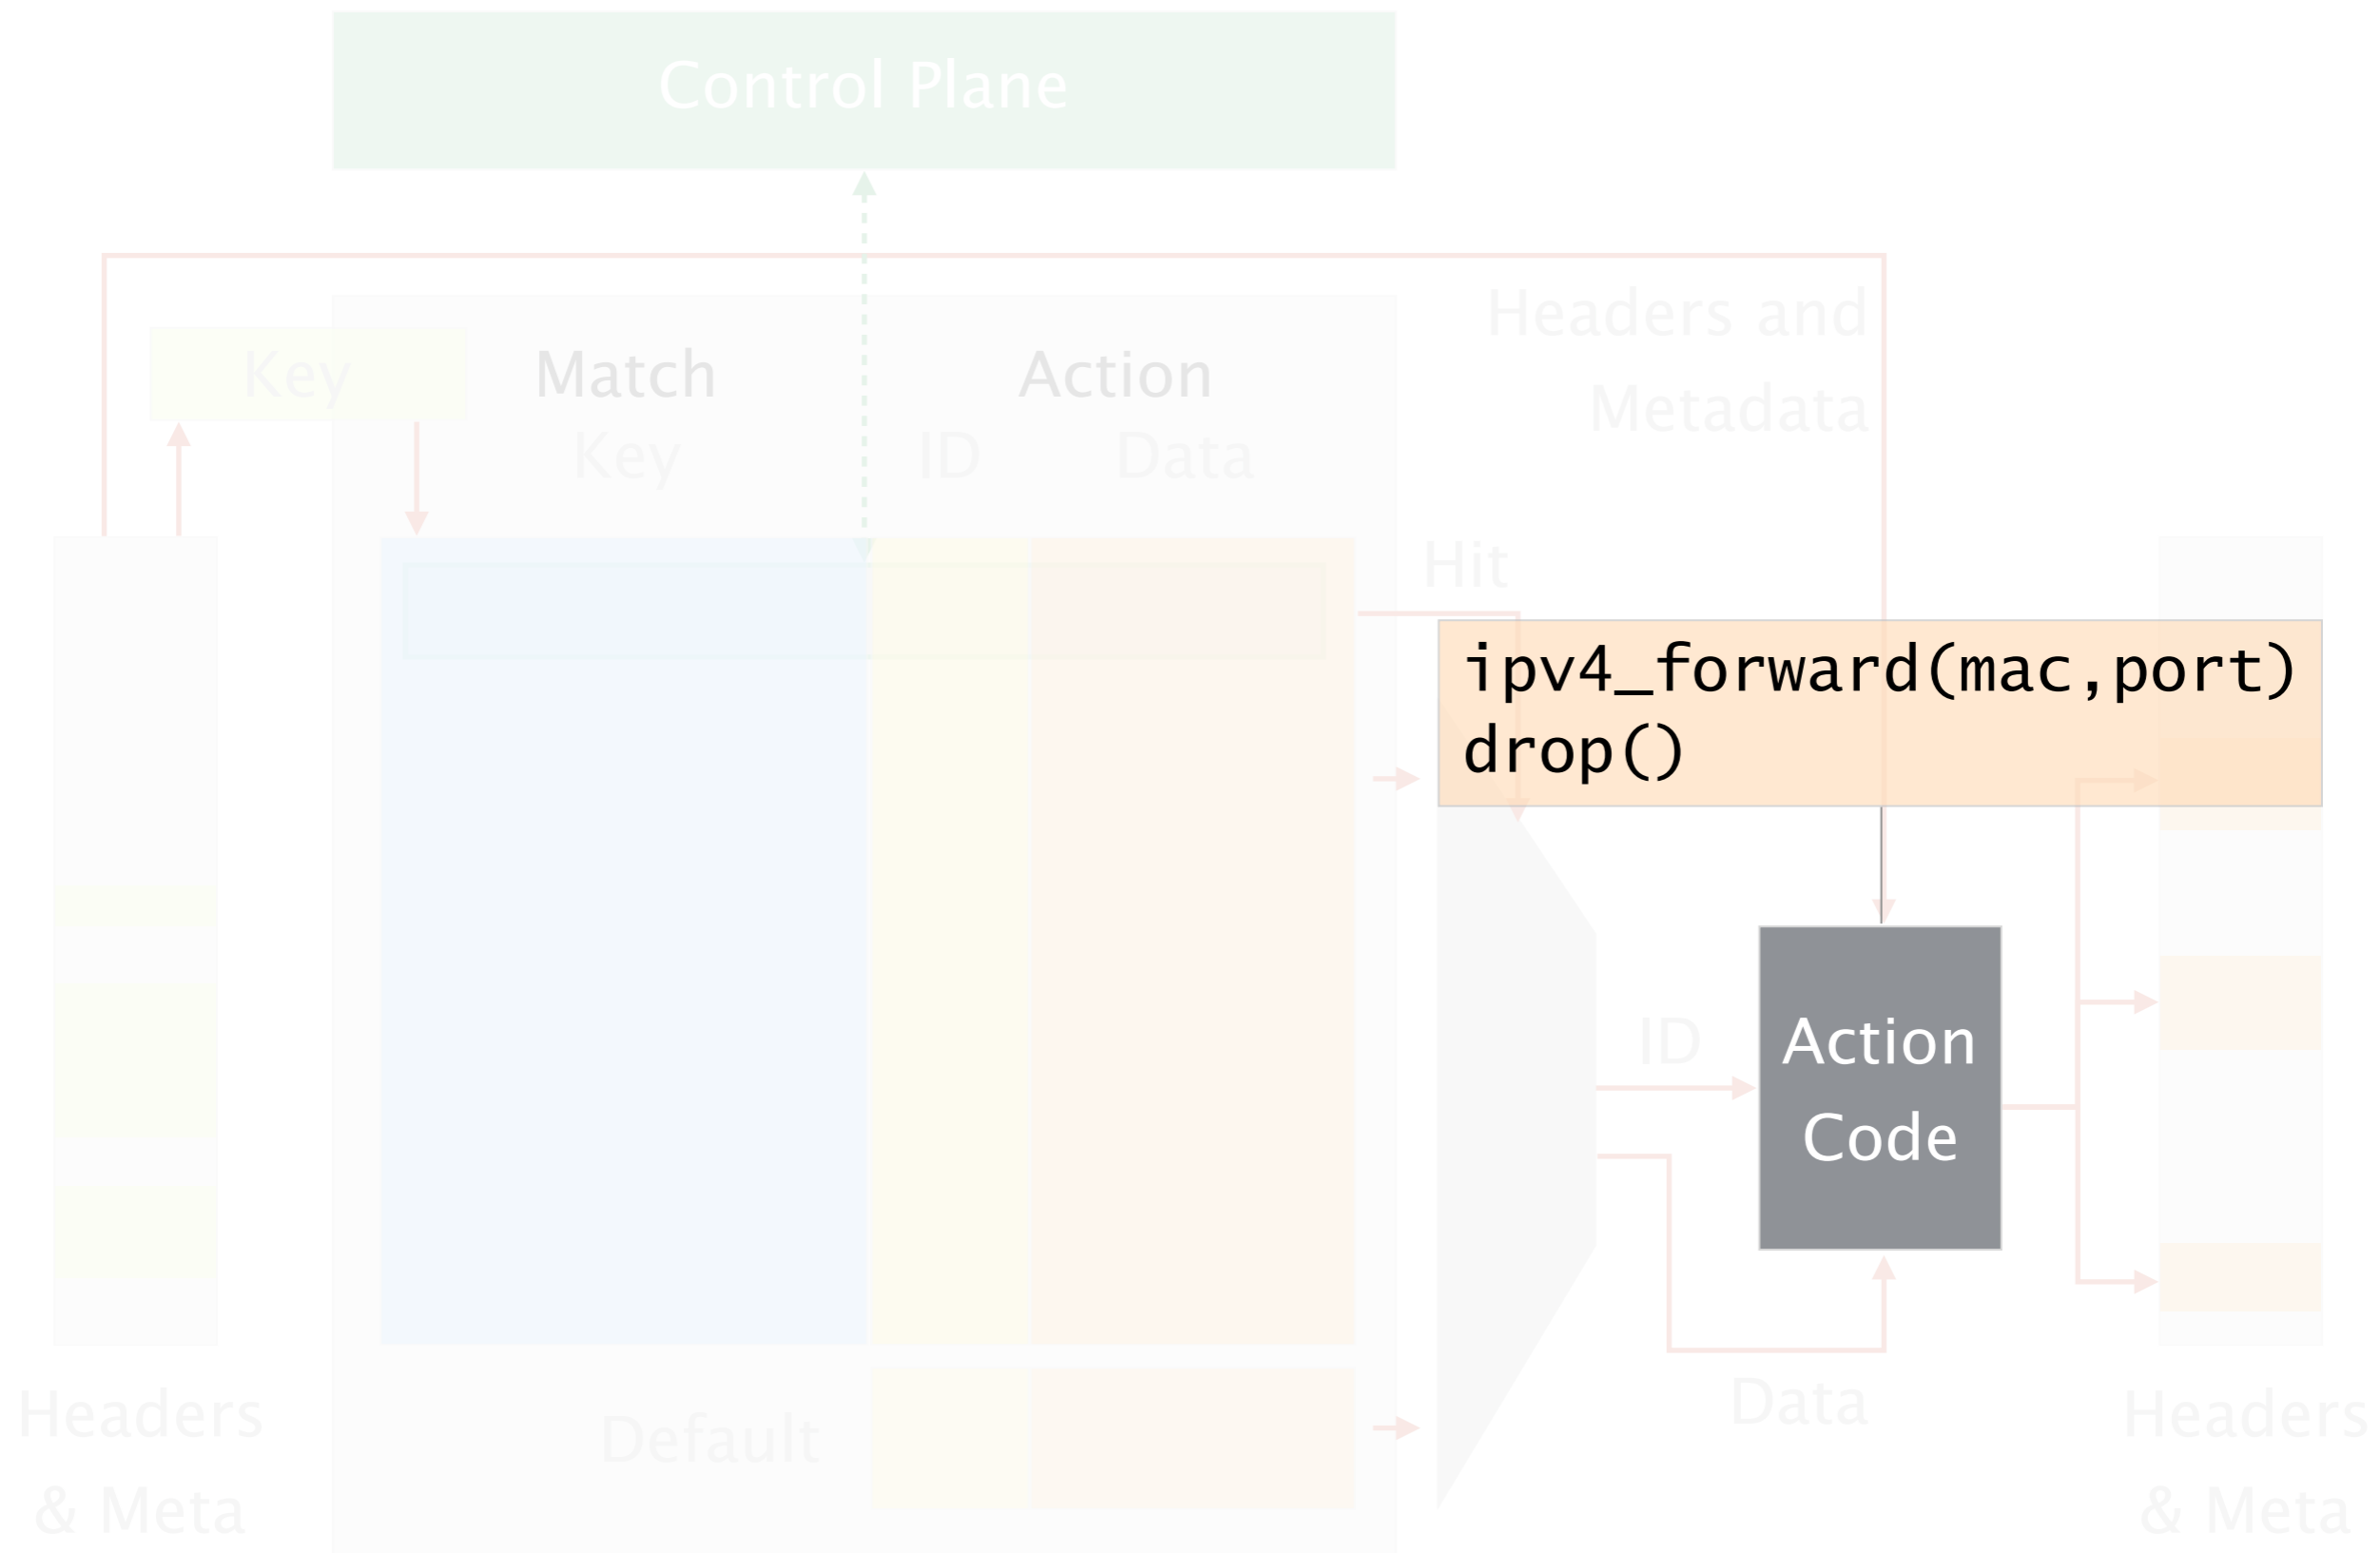 Control Plane
Headers and
Metadata
Key
Match
Action
Key
ID
Data
Hit
ipv4_forward(mac,port)
drop()
ID
Action
Code
Data
Default
Headers
& Meta
Headers
& Meta